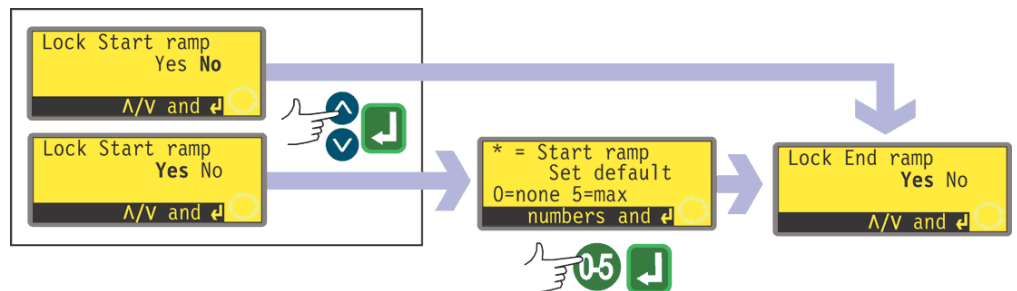 Lock Start ramp
Yes No
Λ/V and ↲
Lock Start ramp
Yes No
Λ/V and ↲
* = Start ramp
Set default
0=none 5=max
numbers and ↲
0-5
Lock End ramp
Yes No
Λ/V and ↲